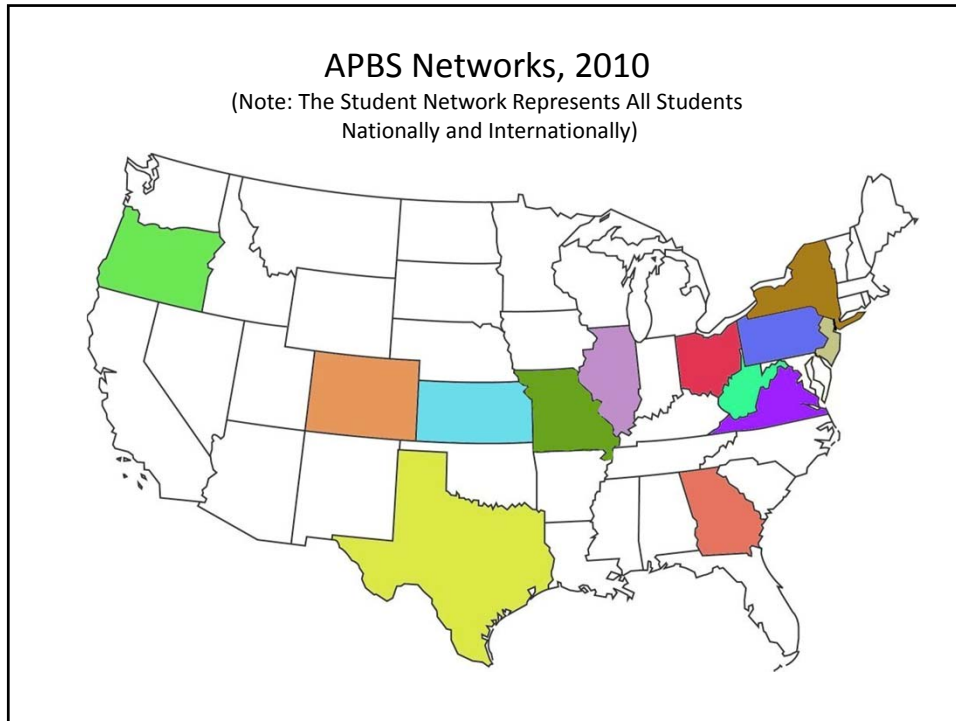 APBS Networks, 2010
(Note: The Student Network Represents All Students
Nationally and Internationally)